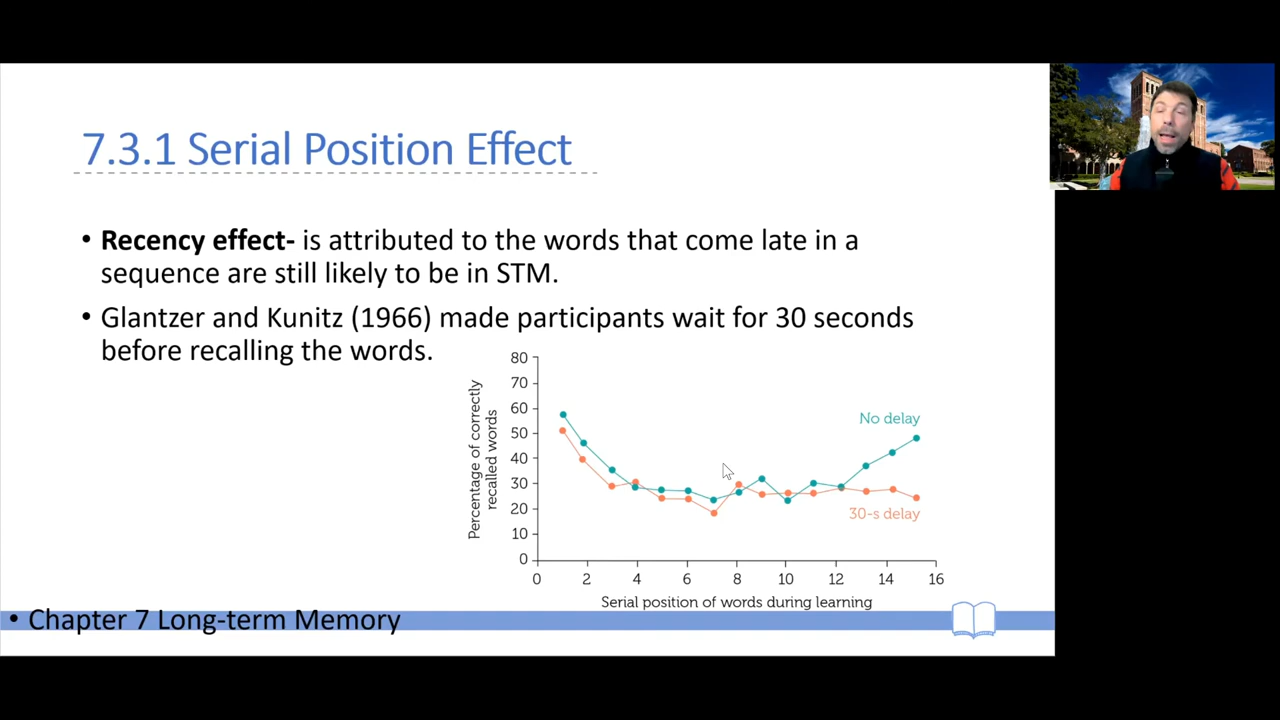 7.3.1 Serial Position Effect
• Recency effect- is attributed to the words that come late in a
sequence are still likely to be in STM.
• Glantzer and Kunitz (1966) made participants wait for 30 seconds
before recalling the words.
Percentage of correctly
recalled words
80
70
60
50
40
30
20
10
0
No delay
30-s delay
0 2 4 6 8 10 12 14 16
Serial position of words during learning
• Chapter 7 Long-term Memory